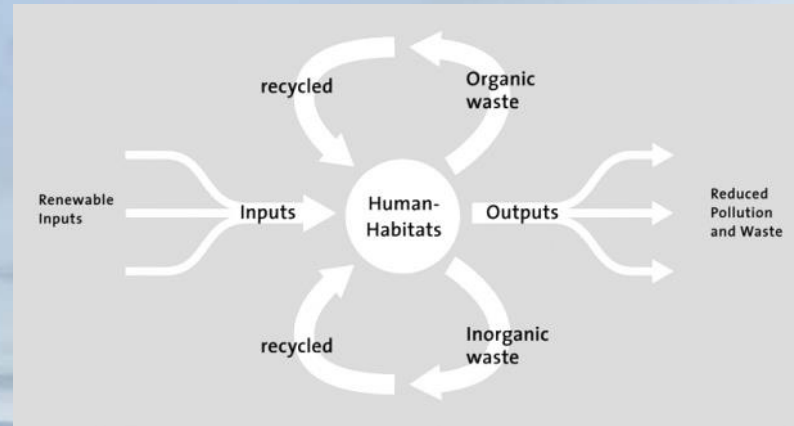 recycled
Organic
waste
Renewable
Inputs
Inputs
Human-
Habitats
Outputs
Reduced
Pollution
and Waste
recycled
Inorganic
waste